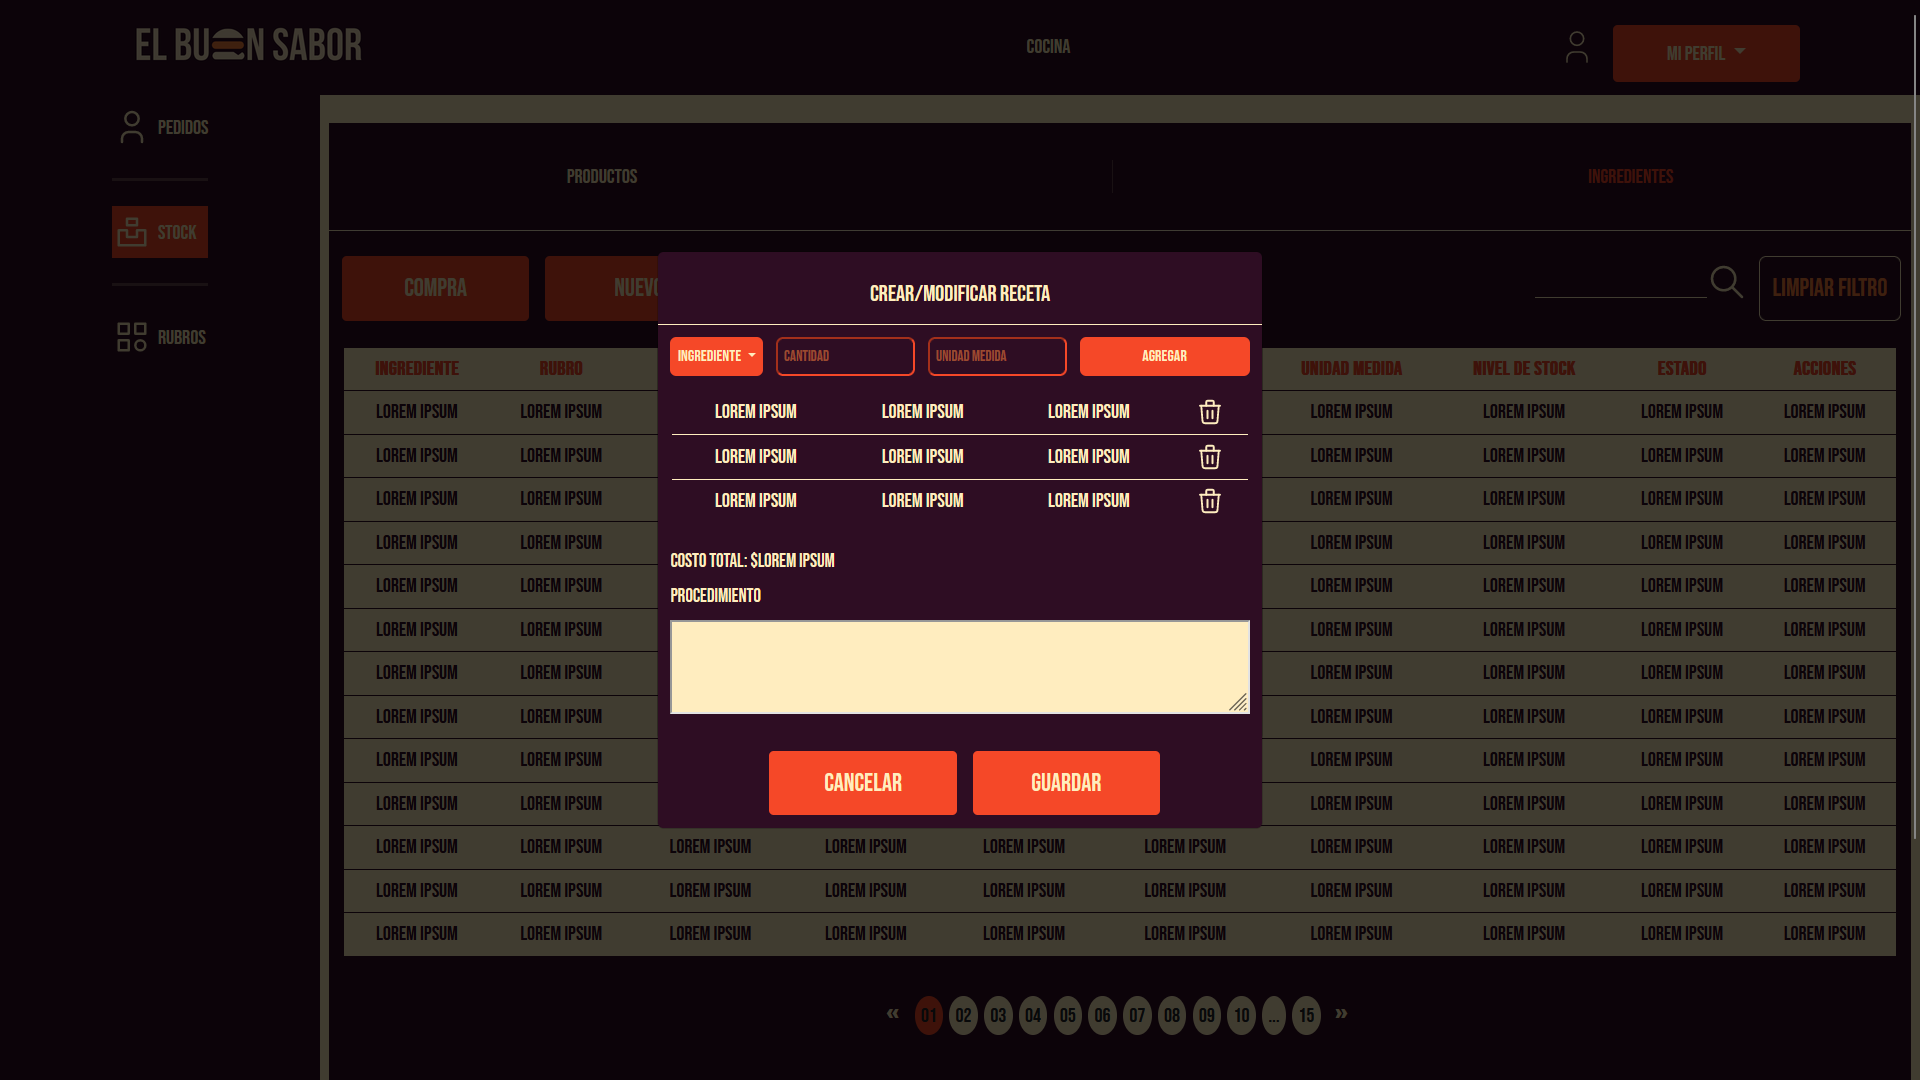 EL BUEN SABOR
COCINA
MI PERFIL
PEDIDOS
STOCK
RUBROS
PRODUCTOS
INGREDIENTES
COMPRA
LIMPIAR FILTRO
CREAR/MODIFICAR RECETA
INGREDIENTE CANTIDAD UNIDAD MEDIDA AGREGAR
LOREM IPSUM LOREM IPSUM LOREM IPSUM
LOREM IPSUM LOREM IPSUM LOREM IPSUM
LOREM IPSUM LOREM IPSUM LOREM IPSUM
COSTO TOTAL: $LOREM IPSUM
PROCEDIMIENTO
CANCELAR GUARDAR
INGREDIENTE RUBRO UNIDAD MEDIDA NIVEL DE STOCK ESTADO ACCIONES
LOREM IPSUM LOREM IPSUM LOREM IPSUM LOREM IPSUM LOREM IPSUM LOREM IPSUM
LOREM IPSUM LOREM IPSUM LOREM IPSUM LOREM IPSUM LOREM IPSUM LOREM IPSUM
LOREM IPSUM LOREM IPSUM LOREM IPSUM LOREM IPSUM LOREM IPSUM LOREM IPSUM
LOREM IPSUM LOREM IPSUM LOREM IPSUM LOREM IPSUM LOREM IPSUM LOREM IPSUM
LOREM IPSUM LOREM IPSUM LOREM IPSUM LOREM IPSUM LOREM IPSUM LOREM IPSUM
LOREM IPSUM LOREM IPSUM LOREM IPSUM LOREM IPSUM LOREM IPSUM LOREM IPSUM
LOREM IPSUM LOREM IPSUM LOREM IPSUM LOREM IPSUM LOREM IPSUM LOREM IPSUM
LOREM IPSUM LOREM IPSUM LOREM IPSUM LOREM IPSUM LOREM IPSUM LOREM IPSUM
LOREM IPSUM LOREM IPSUM LOREM IPSUM LOREM IPSUM LOREM IPSUM LOREM IPSUM
LOREM IPSUM LOREM IPSUM LOREM IPSUM LOREM IPSUM LOREM IPSUM LOREM IPSUM
LOREM IPSUM LOREM IPSUM LOREM IPSUM LOREM IPSUM LOREM IPSUM LOREM IPSUM LOREM IPSUM LOREM IPSUM LOREM IPSUM LOREM IPSUM
LOREM IPSUM LOREM IPSUM LOREM IPSUM LOREM IPSUM LOREM IPSUM LOREM IPSUM LOREM IPSUM LOREM IPSUM LOREM IPSUM LOREM IPSUM
LOREM IPSUM LOREM IPSUM LOREM IPSUM LOREM IPSUM LOREM IPSUM LOREM IPSUM LOREM IPSUM LOREM IPSUM LOREM IPSUM LOREM IPSUM
« 01 02 03 04 05 06 07 08 09 10 ... 15 »